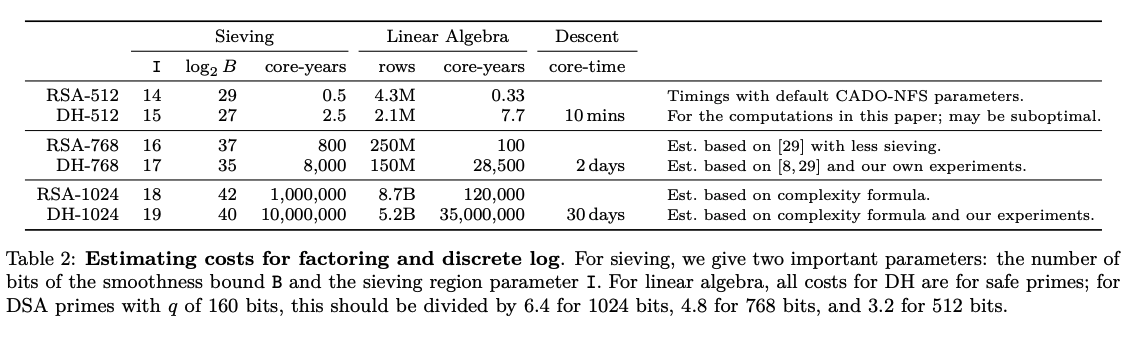 Sieving Linear Algebra Descent
I log2 B core-years rows core-years core-time
RSA-512 14 29 0.5 4.3M 0.33 Timings with default CADO-NFS parameters.
DH-512 15 27 2.5 2.1M 7.7 10 mins For the computations in this paper; may be suboptimal.
RSA-768 16 37 800 250M 100 Est. based on [29] with less sieving.
DH-768 17 35 8,000 150M 28,500 2 days Est. based on [8, 29] and our own experiments.
RSA-1024 18 42 1,000,000 8.7B 120,000 Est. based on complexity formula.
DH-1024 19 40 10,000,000 5.2B 35,000,000 30 days Est. based on complexity formula and our experiments.
Table 2: Estimating costs for factoring and discrete log. For sieving, we give two important parameters: the number of
bits of the smoothness bound B and the sieving region parameter I. For linear algebra, all costs for DH are for safe primes; for
DSA primes with q of 160 bits, this should be divided by 6.4 for 1024 bits, 4.8 for 768 bits, and 3.2 for 512 bits.